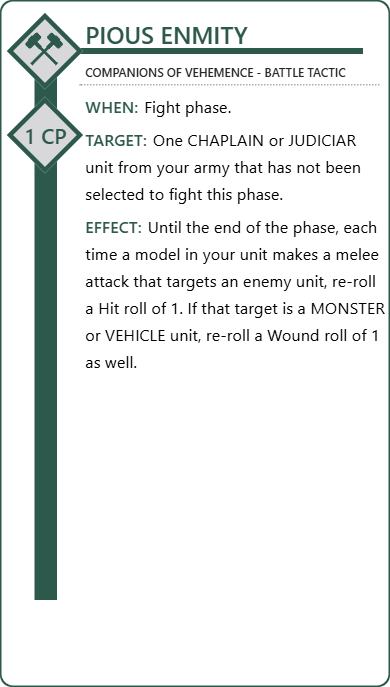 PIOUS ENMITY
COMPANIONS OF VEHEMENCE - BATTLE TACTIC
1 CP
WHEN: Fight phase.
TARGET: One CHAPLAIN or JUDICIAR
unit from your army that has not been
selected to fight this phase.
EFFECT: Until the end of the phase, each
time a model in your unit makes a melee
attack that targets an enemy unit, re-roll
a Hit roll of 1. If that target is a MONSTER
or VEHICLE unit, re-roll a Wound roll of 1
as well.